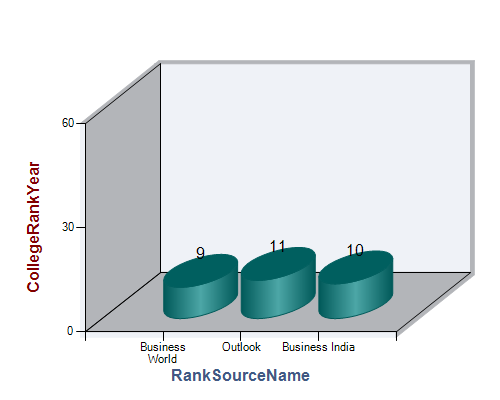 60
30
0
CollegeRankYear
9
11
10
Business
World
Outlook
Business India
RankSourceName